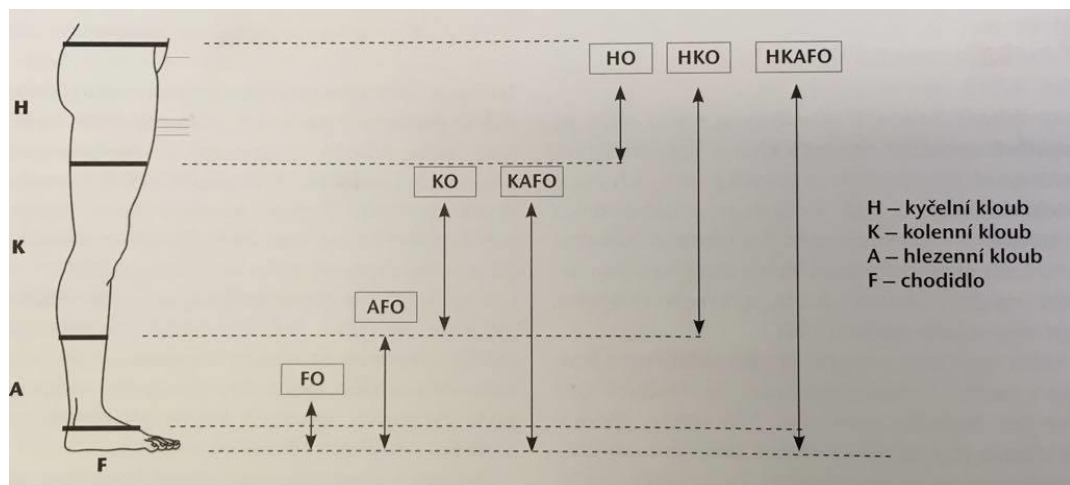 HO HKO HKAFO
H
KO KAFO
H – kyčelní kloub
K – kolenní kloub
K
A – hlezenní kloub
F – chodidlo
AFO
FO
A
F